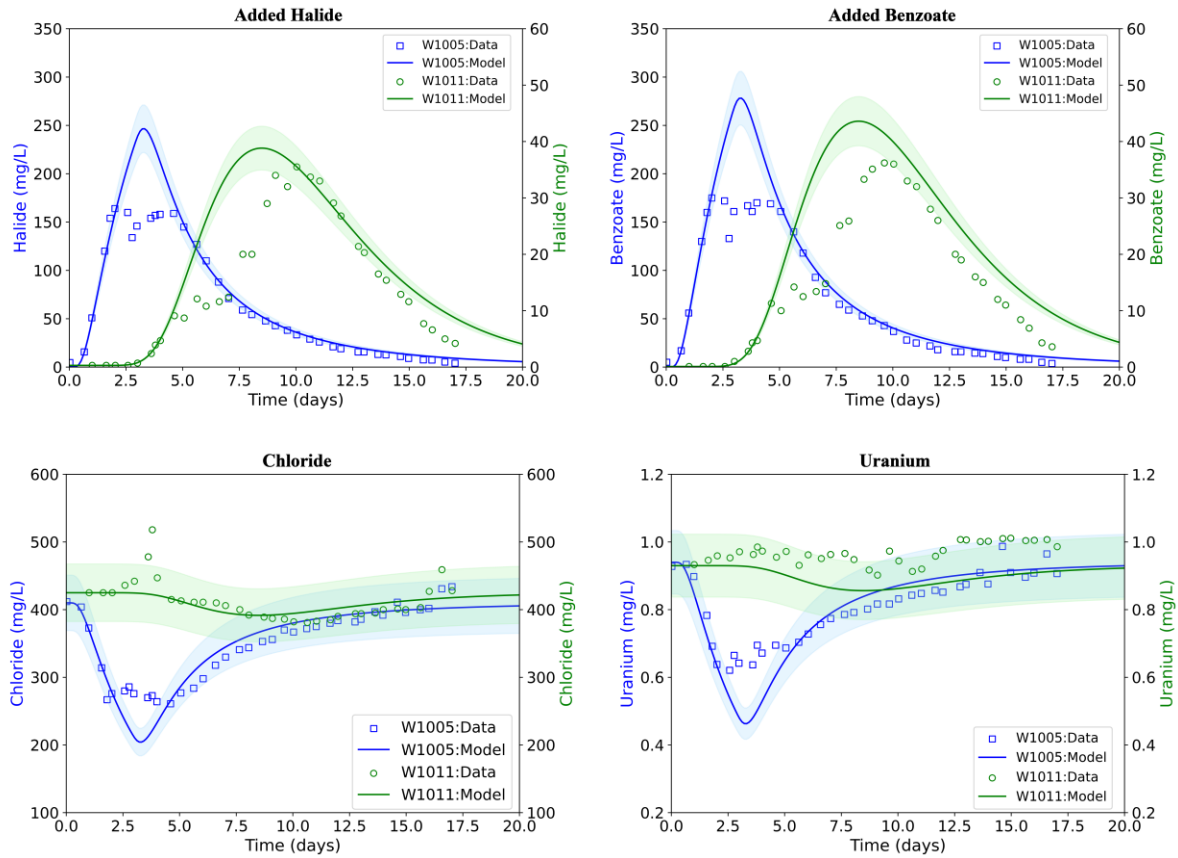 Added Halide
350
300
250
200
150
100
50
0
Halide (mg/L)
60
50
40
30
20
10
0
Halide (mg/L)
0.0 2.5 5.0 7.5 10.0 12.5 15.0 17.5 20.0
Time (days)
W1005:Data
W1005:Model
W1011:Data
W1011:Model
Added Benzoate
350
300
250
200
150
100
50
0
Benzoate (mg/L)
60
50
40
30
20
10
0
Benzoate (mg/L)
0.0 2.5 5.0 7.5 10.0 12.5 15.0 17.5 20.0
Time (days)
W1005:Data
W1005:Model
W1011:Data
W1011:Model
Chloride
600
500
400
300
200
100
Chloride (mg/L)
600
500
400
300
200
100
Chloride (mg/L)
0.0 2.5 5.0 7.5 10.0 12.5 15.0 17.5 20.0
Time (days)
W1005:Data
W1005:Model
W1011:Data
W1011:Model
Uranium
1.2
1.0
0.8
0.6
0.4
0.2
Uranium (mg/L)
1.2
1.0
0.8
0.6
0.4
0.2
Uranium (mg/L)
0.0 2.5 5.0 7.5 10.0 12.5 15.0 17.5 20.0
Time (days)
W1005:Data
W1005:Model
W1011:Data
W1011:Model